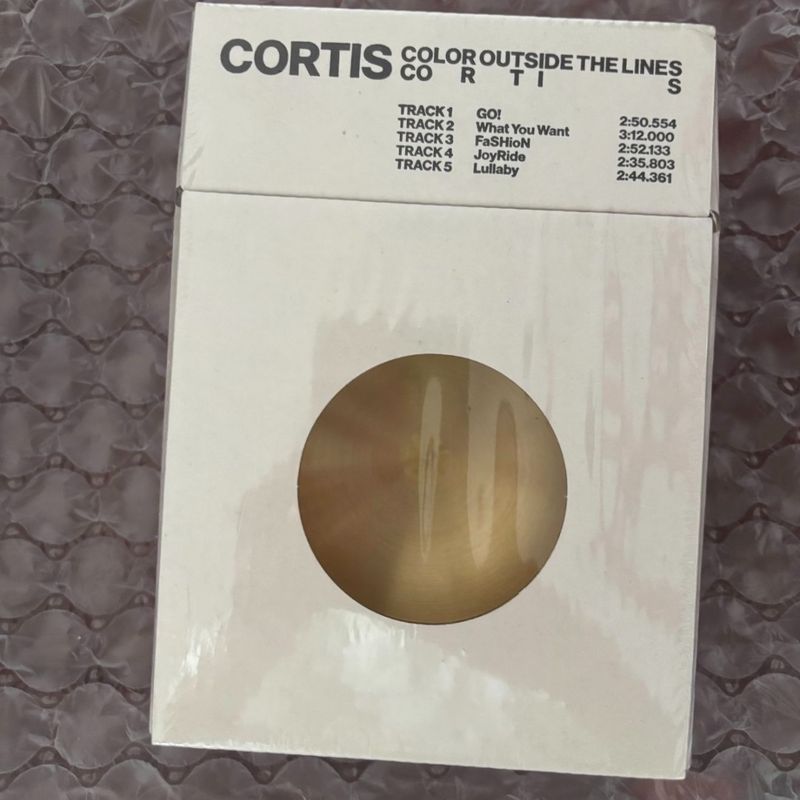 CORTIS COLOR OUTSIDE THE LINES
CO R T I S
TRACK 1 GO! 2:50.554
TRACK 2 What You Want 3:12.000
TRACK 3 FaSHioN 2:52.133
TRACK 4 JoyRide 2:35.803
TRACK 5 Lullaby 2:44.361